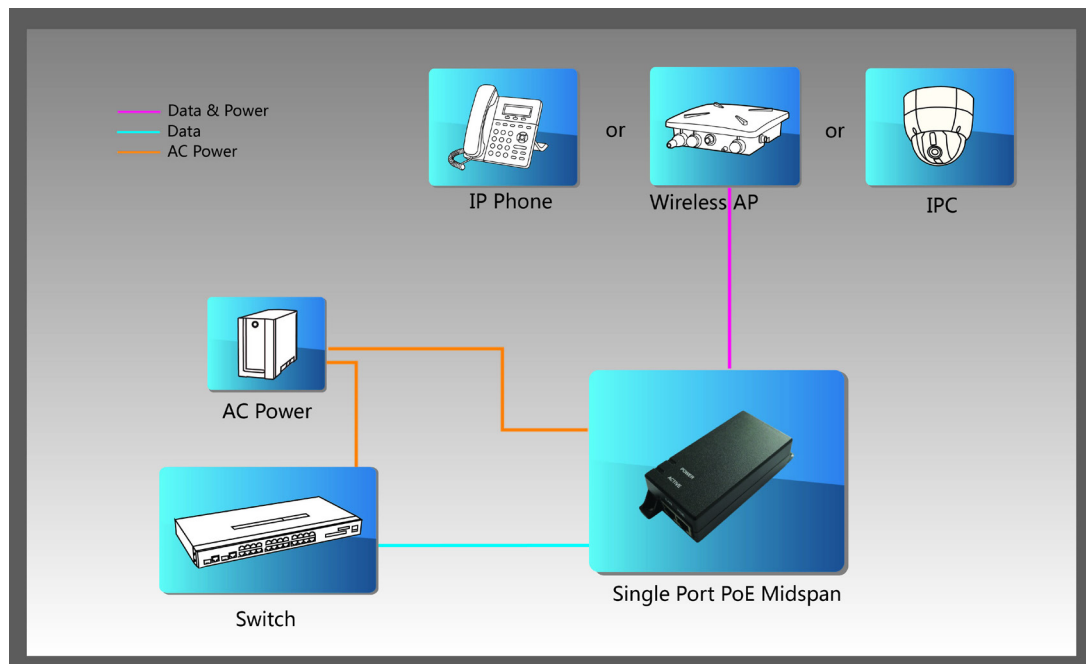 Data & Power
Data
AC Power
or
or
IP Phone
Wireless AP
IPC
AC Power
POWER
ACTIVE
Single Port PoE Midspan
Switch